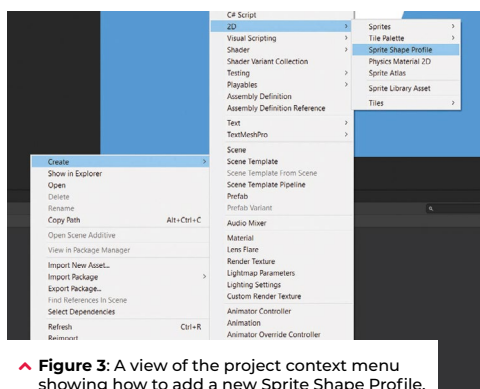 Create
Show in Explorer
Open
Delete
Rename
Copy Path Alt+Ctrl+C
Open Scene Additive
View in Package Manager
Import New Asset...
Import Package
Export Package...
Find References In Scene
Select Dependencies
Refresh Ctrl+R
Reimport
C# Script
2D
Visual Scripting
Shader
Shader Variant Collection
Testing
Playables
Assembly Definition
Assembly Definition Reference
Text
TextMeshPro
Scene
Scene Template
Scene Template From Scene
Scene Template Pipeline
Prefab
Prefab Variant
Audio Mixer
Material
Lens Flare
Render Texture
Lightmap Parameters
Lighting Settings
Custom Render Texture
Animator Controller
Animation
Animator Override Controller
Sprites
Tile Palette
Sprite Shape Profile
Physics Material 2D
Sprite Atlas
Sprite Library Asset
Tiles
Figure 3: A view of the project context menu
showing how to add a new Sprite Shape Profile.